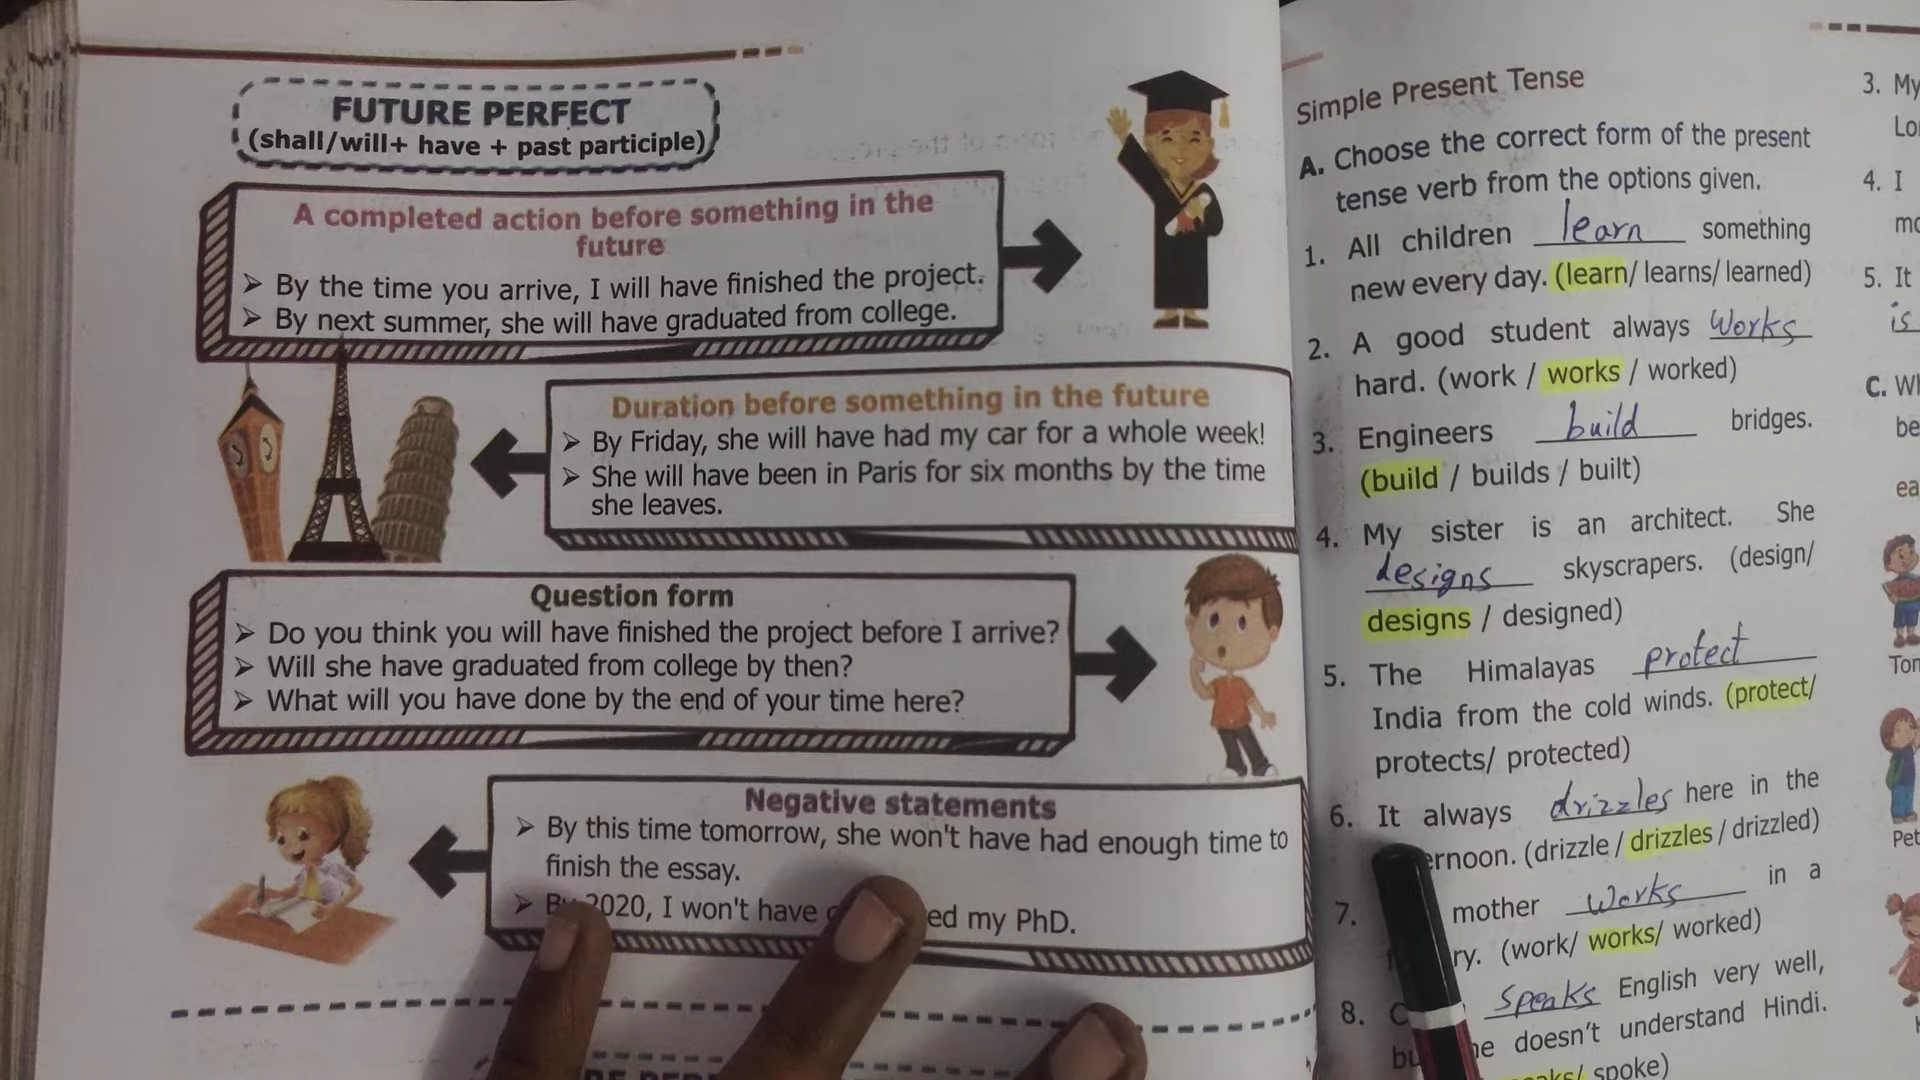 FUTURE PERFECT
(shall/will+ have + past participle)
A completed action before something in the
future
➢ By the time you arrive, I will have finished the project.
➢ By next summer, she will have graduated from college.
Duration before something in the future
➢ By Friday, she will have had my car for a whole week!
➢ She will have been in Paris for six months by the time
she leaves.
Question form
➢ Do you think you will have finished the project before I arrive?
➢ Will she have graduated from college by then?
➢ What will you have done by the end of your time here?
Negative statements
➢ By this time tomorrow, she won't have had enough time to
finish the essay.
➢ By 2020, I won't have ed my PhD.
Simple Present Tense
A. Choose the correct form of the present
tense verb from the options given.
1. All children learn something
new every day. (learn/ learns/ learned)
2. A good student always works
hard. (work / works / worked)
3. Engineers build bridges.
(build / builds / built)
4. My sister is an architect. She
designs skyscrapers. (design/
designs / designed)
5. The Himalayas protect
India from the cold winds. (protect/
protects/ protected)
6. It always drizzles here in the
ernoon. (drizzle / drizzles / drizzled)
7. mother works in a
ry. (work/ works/ worked)
8. speaks English very well,
he doesn't understand Hindi.
spoke)
3. My
4. I
5. It
is
C.
be